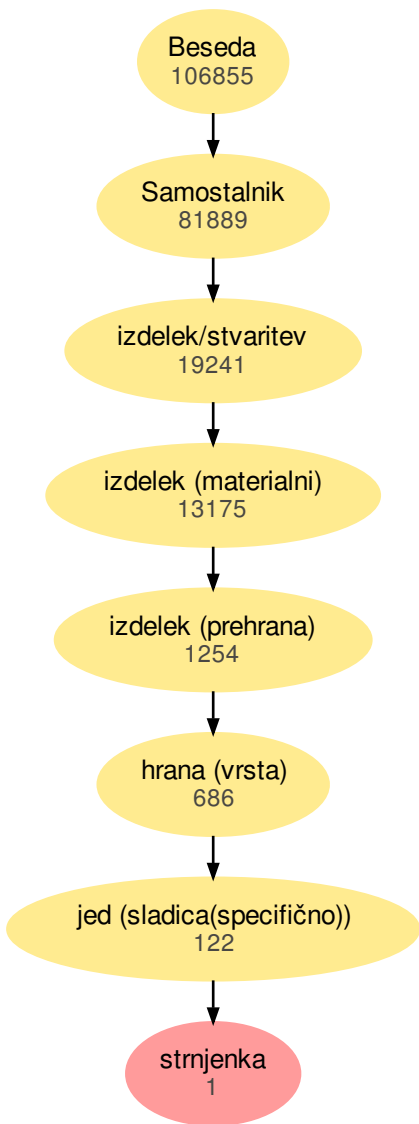 Beseda
106855
Samostalnik
81889
izdelek/stvaritev
19241
izdelek (materialni)
13175
izdelek (prehrana)
1254
hrana (vrsta)
686
jed (sladica(specifično))
122
strnjenka
1